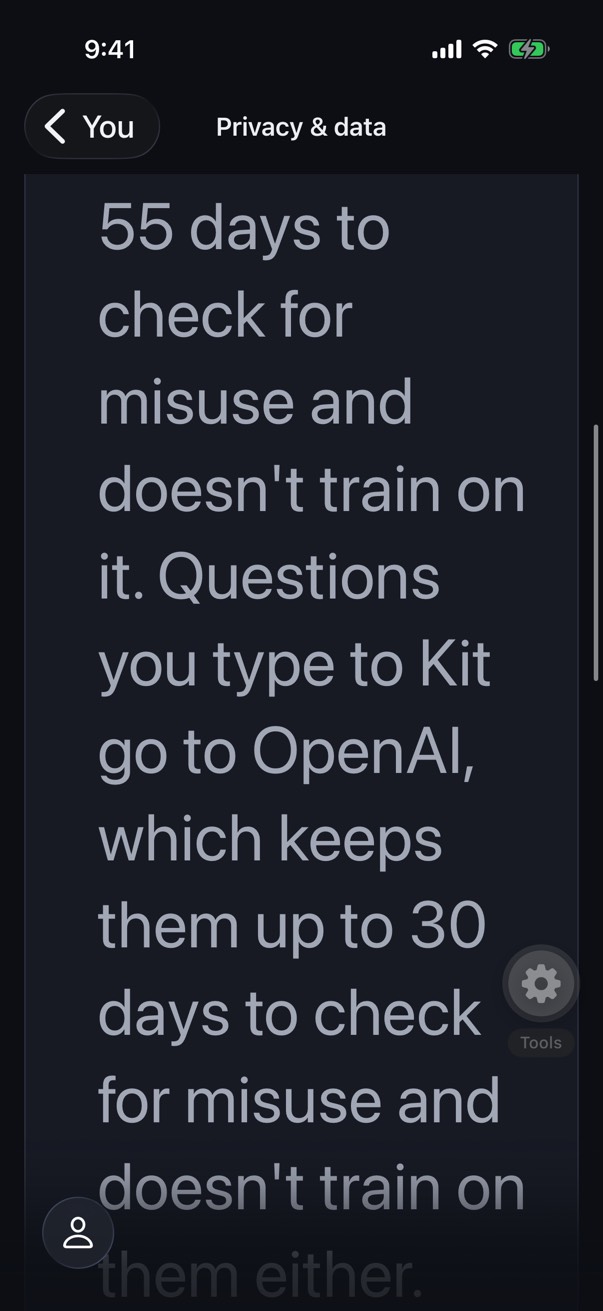 9:41
You
Privacy & data
55 days to
check for
misuse and
doesn't train on
it. Questions
you type to Kit
go to OpenAI,
which keeps
them up to 30
days to check
Tools
for misuse and
doesn't train on
them either.